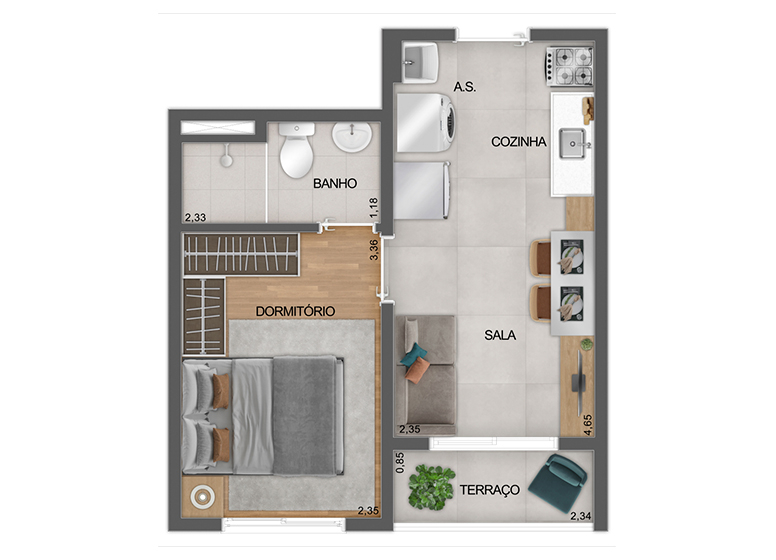 A.S.
COZINHA
BANHO
2,33
1,18
3,36
DORMITÓRIO
SALA
2,35
4,65
0,85
TERRAÇO
2,35
2,34